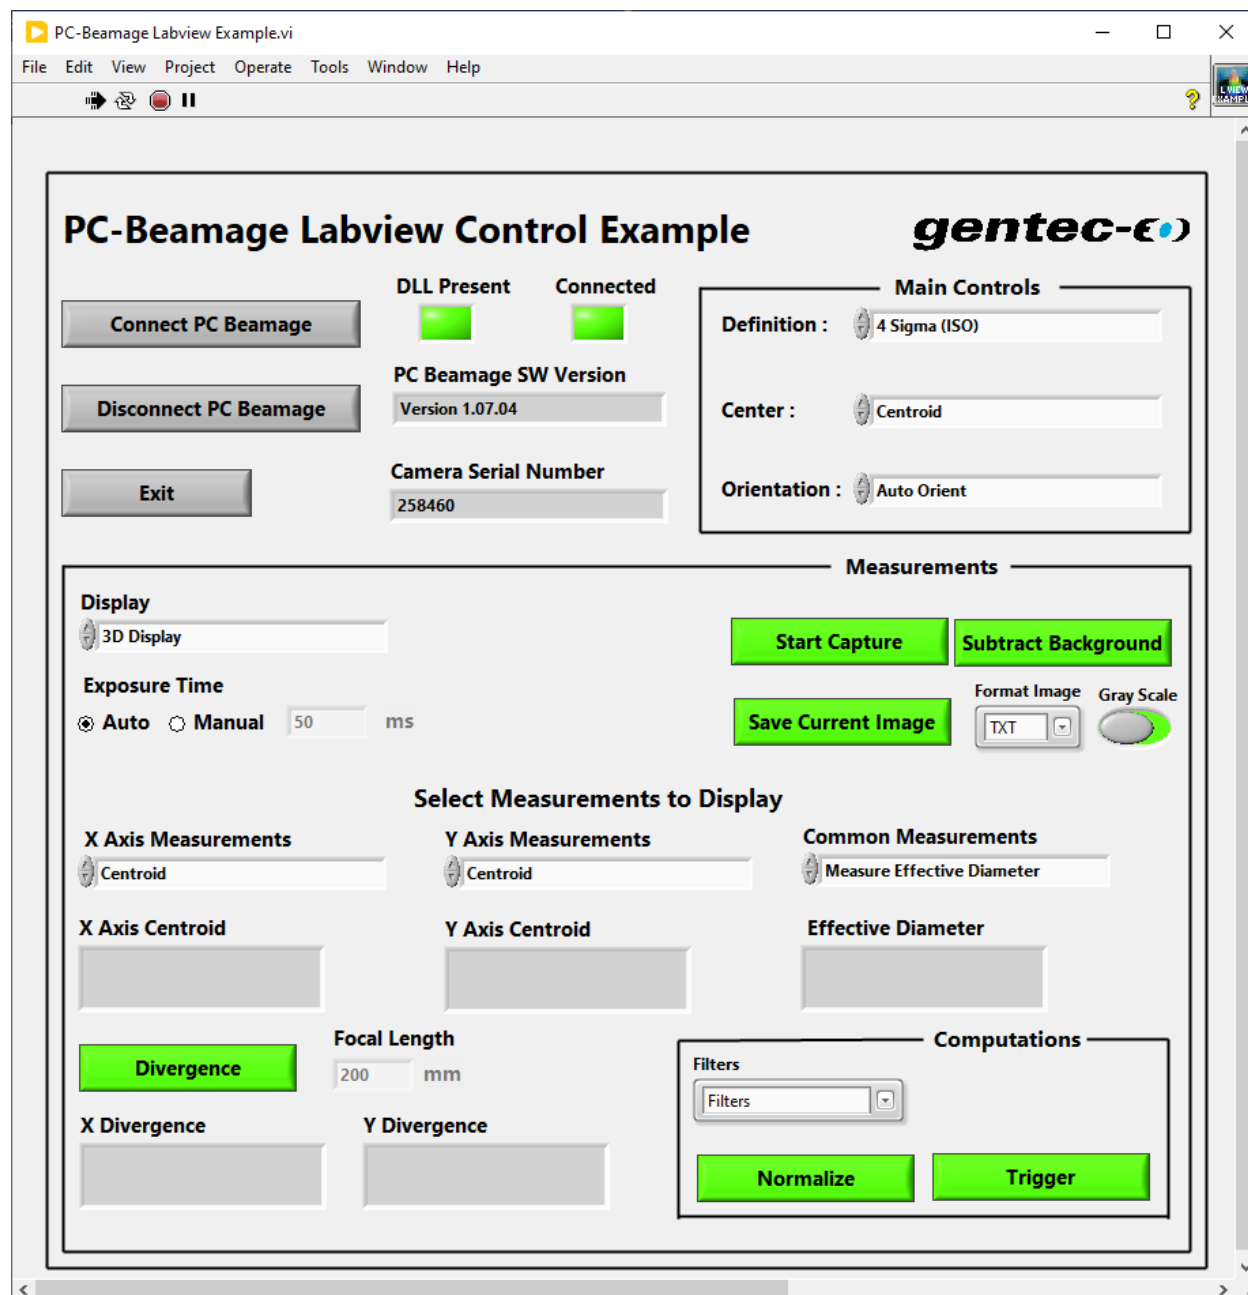 PC-Beamage Labview Example.vi
File Edit View Project Operate Tools Window Help
?
L VIEW
EXAMPL
PC-Beamage Labview Control Example
gentec-eo
DLL Present Connected
Connect PC Beamage
Main Controls
Definition : 4 Sigma (ISO)
PC Beamage SW Version
Disconnect PC Beamage
Version 1.07.04
Center : Centroid
Camera Serial Number
Exit
258460
Orientation : Auto Orient
Measurements
Display
3D Display
Start Capture Subtract Background
Exposure Time
Auto Manual 50 ms
Save Current Image
Format Image Gray Scale
TXT
Select Measurements to Display
X Axis Measurements Y Axis Measurements Common Measurements
Centroid Centroid Measure Effective Diameter
X Axis Centroid Y Axis Centroid Effective Diameter
Divergence
Focal Length
200 mm
Computations
Filters
Filters
X Divergence Y Divergence
Normalize Trigger